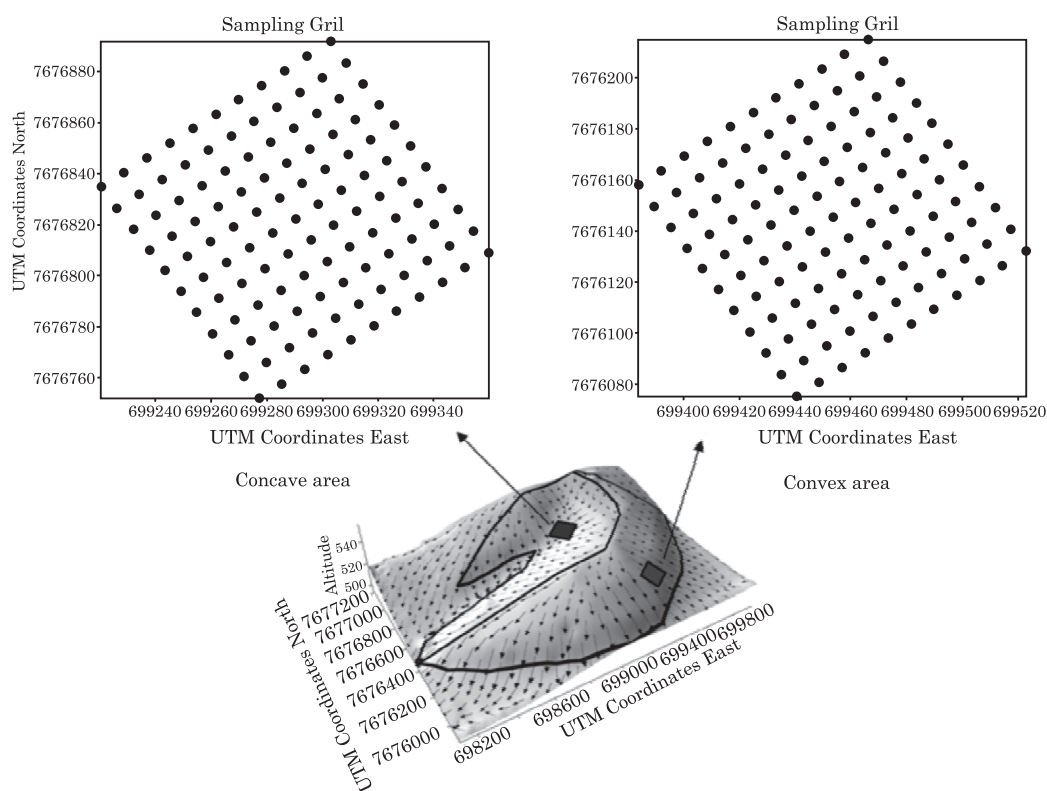 Sampling Gril
7676880
7676860
7676840
7676820
7676800
7676780
7676760
UTM Coordinates North
699240 699260 699280 699300 699320 699340
UTM Coordinates East
Concave area
Sampling Gril
7676200
7676180
7676160
7676140
7676120
7676100
7676080
699400 699420 699440 699460 699480 699500 699520
UTM Coordinates East
Convex area
Altitude
540
520
500
7677200
7677000
7676800
7676600
7676400
7676200
7676000
UTM Coordinates North
698200 698600 699000 699400 699800
UTM Coordinates East